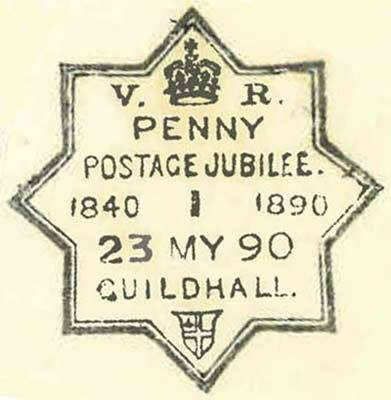 V. R.
PENNY
POSTAGE JUBILEE.
1840 1 1890
23 MY 90
GUILDHALL.